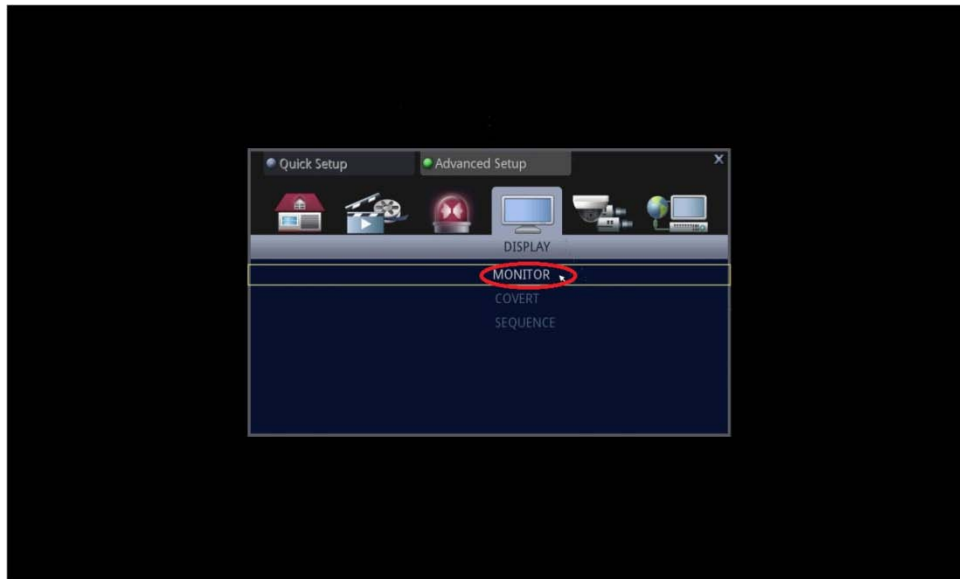 Quick Setup
Advanced Setup
X
DISPLAY
MONITOR
COVERT
SEQUENCE